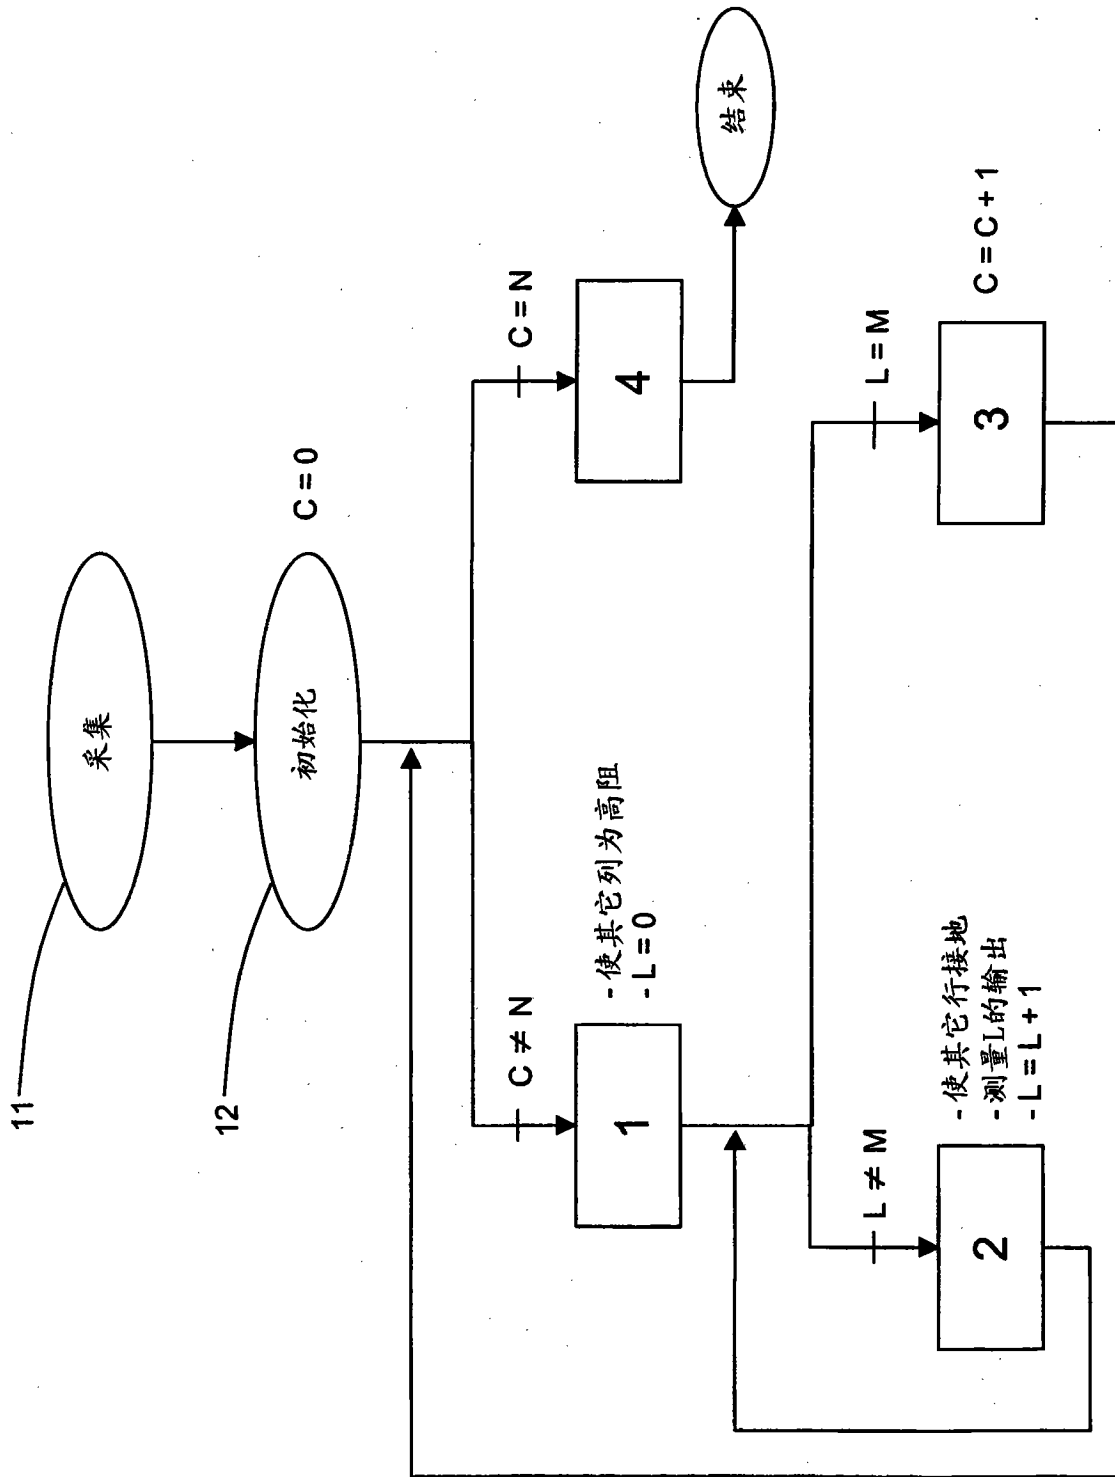 11
采集
12
初始化
C = 0
C ≠ N
C = N
1
- 使其它列为高阻
- L = 0
4
结束
L ≠ M
L = M
2
- 使其它行接地
- 测量L的输出
- L = L + 1
3
C = C + 1